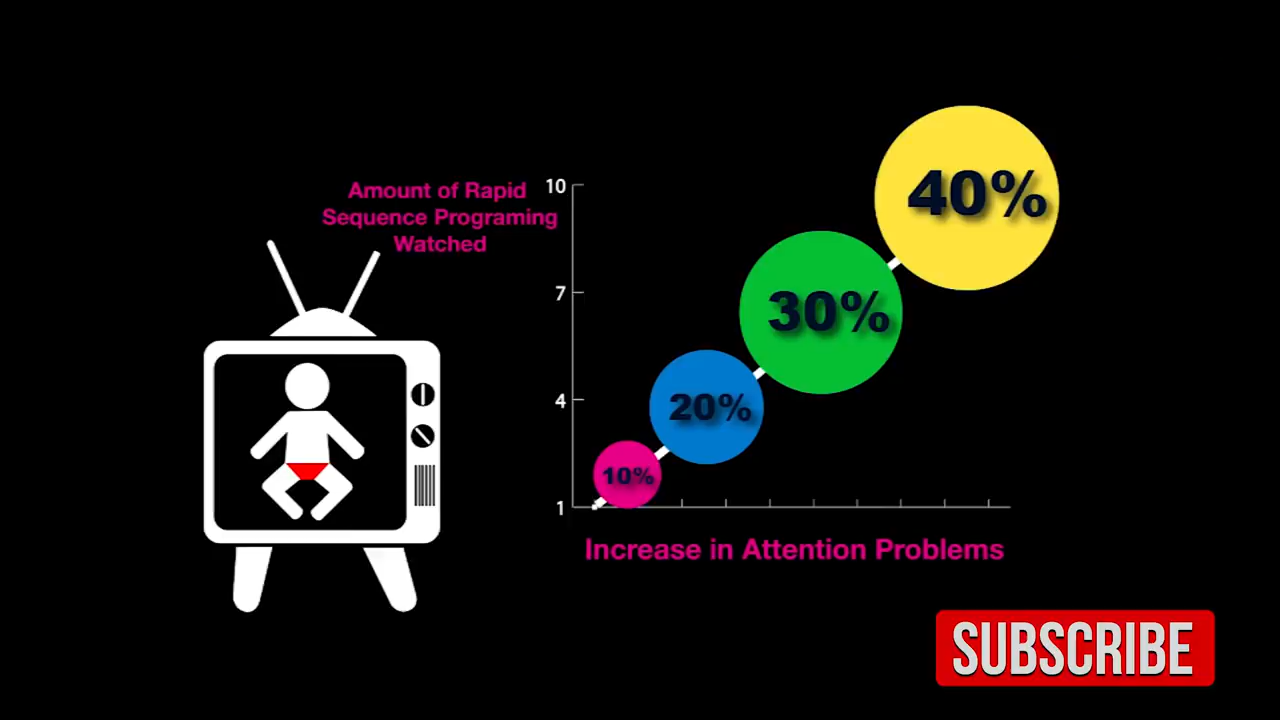 Amount of Rapid
Sequence Programing
Watched
10
7
4
1
10%
20%
30%
40%
Increase in Attention Problems
SUBSCRIBE